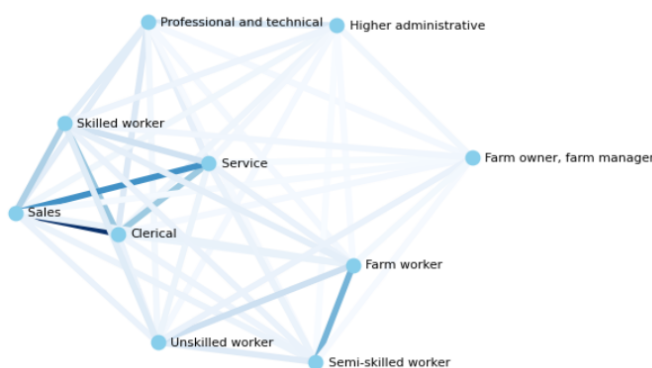 Professional and technical
Higher administrative
Skilled worker
Service
Farm owner, farm manager
Sales
Clerical
Farm worker
Unskilled worker
Semi-skilled worker